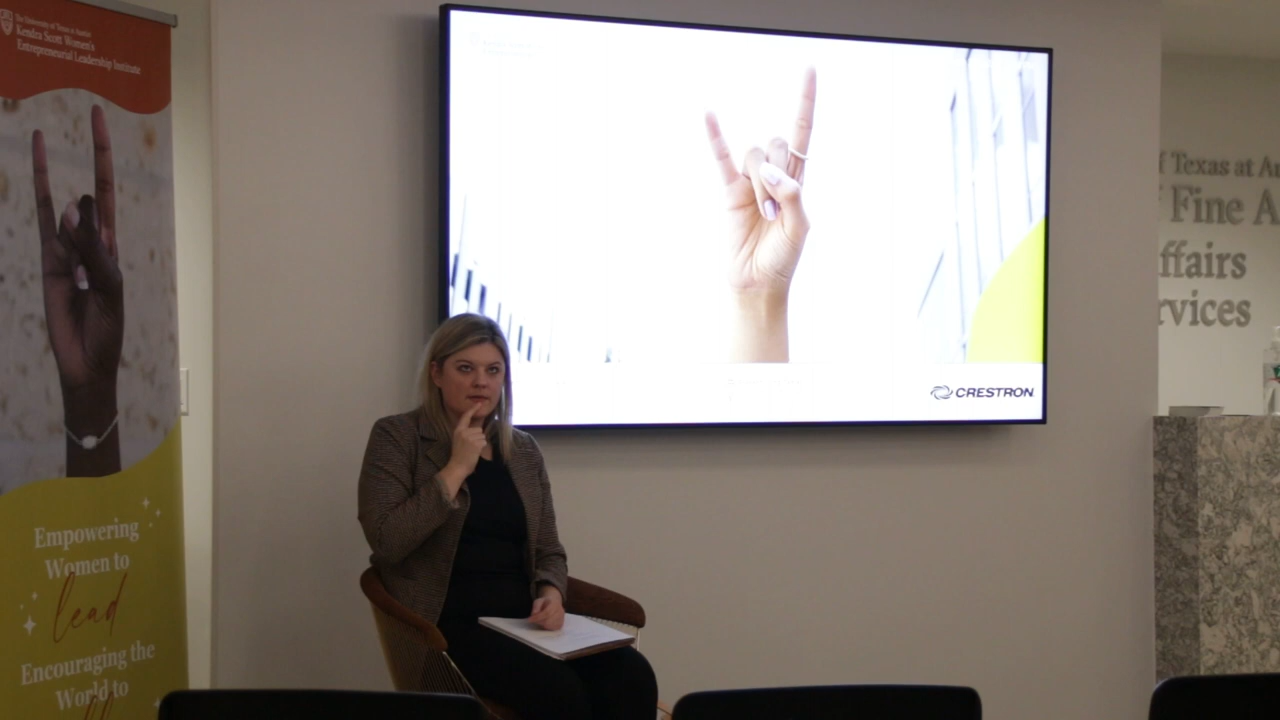 The University of Texas at Austin
Kendra Scott Women's
Entrepreneurial Leadership Institute
Empowering
Women to
lead
Encouraging the
World to
CRESTRON
f Texas at Au
Fine A
ffairs
rvices